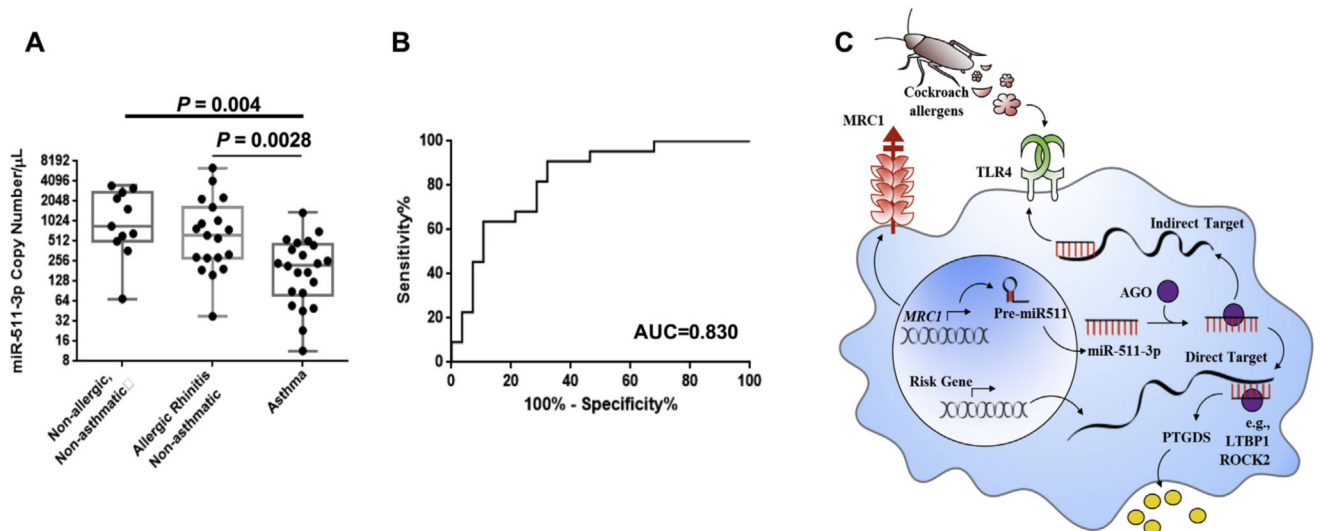 A
P = 0.004
P = 0.0028
miR-511-3p Copy Number/µL
8192
4096
2048
1024
512
256
128
64
32
16
8
Non-allergic,
Non-asthmatic□
Allergic Rhinitis
Non-asthmatic
Asthma
B
Sensitivity%
100
80
60
40
20
0
0
20
40
60
80
100
AUC=0.830
100% - Specificity%
C
Cockroach
allergens
MRC1
TLR4
Indirect Target
AGO
MRC1
Pre-miR511
miR-511-3p
Direct Target
Risk Gene
PTGDS
e.g.,
LTBP1
ROCK2